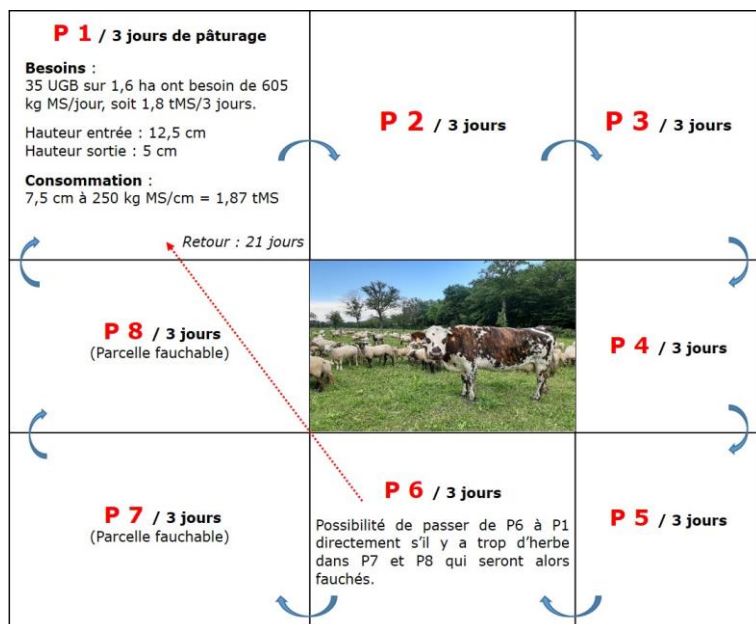 P 1 / 3 jours de pâturage
Besoins :
35 UGB sur 1,6 ha ont besoin de 605
kg MS/jour, soit 1,8 tMS/3 jours.
Hauteur entrée : 12,5 cm
Hauteur sortie : 5 cm
Consommation :
7,5 cm à 250 kg MS/cm = 1,87 tMS
Retour : 21 jours
P 2 / 3 jours
P 3 / 3 jours
P 8 / 3 jours
(Parcelle fauchable)
P 4 / 3 jours
P 7 / 3 jours
(Parcelle fauchable)
P 6 / 3 jours
Possibilité de passer de P6 à P1
directement s’il y a trop d’herbe
dans P7 et P8 qui seront alors
fauchés.
P 5 / 3 jours